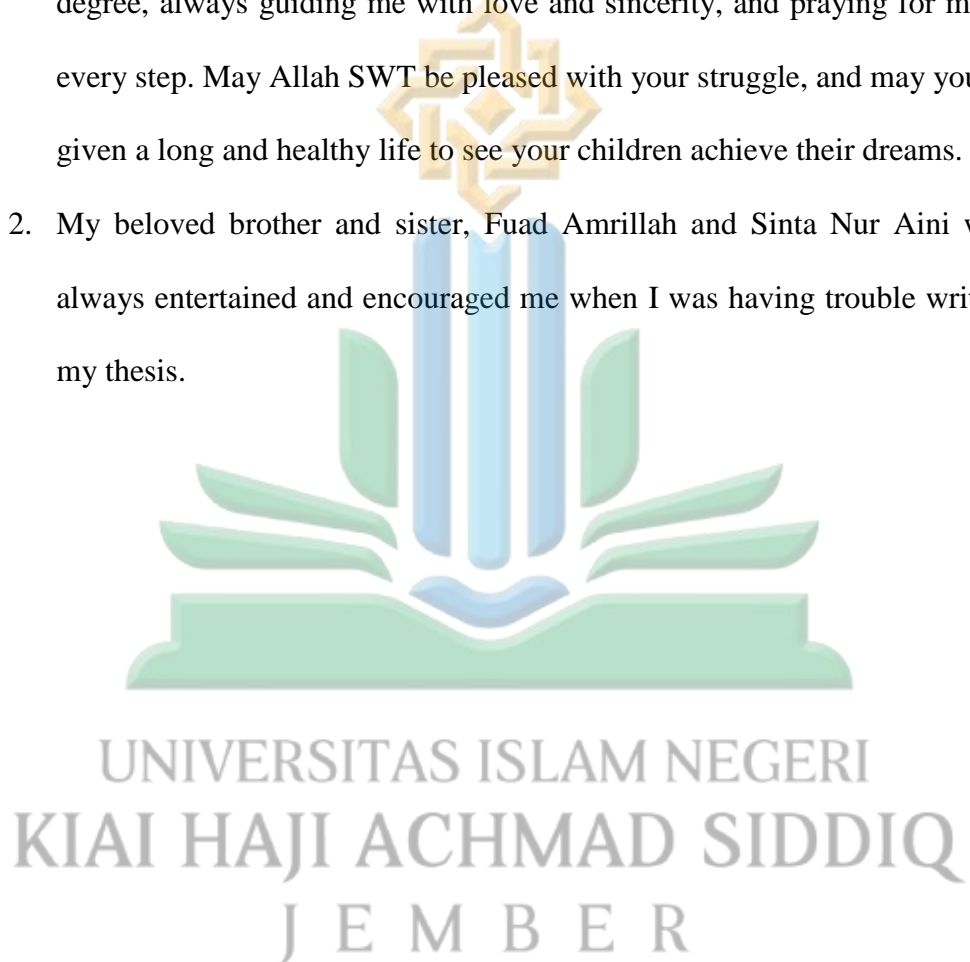 degree, always guiding me with love and sincerity, and praying for m
every step. May Allah SWT be pleased with your struggle, and may you
given a long and healthy life to see your children achieve their dreams.
2. My beloved brother and sister, Fuad Amrillah and Sinta Nur Aini w
always entertained and encouraged me when I was having trouble writ
my thesis.
UNIVERSITAS ISLAM NEGERI
KIAI HAJI ACHMAD SIDDIQ
JEMBER